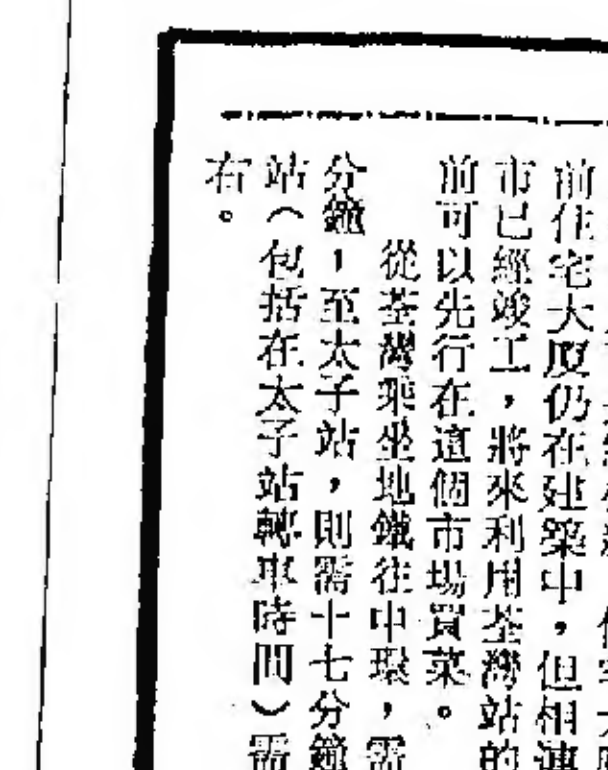 前住宅大廈仍在建築中，但相連
市已經竣工，將來利用荃灣站的
前可以先行在這個市場買菜。
從荃灣乘坐地鐵往中環，需
分鐘，至太子站，則需十七分鐘
站（包括在太子站轉車時間）需
右。